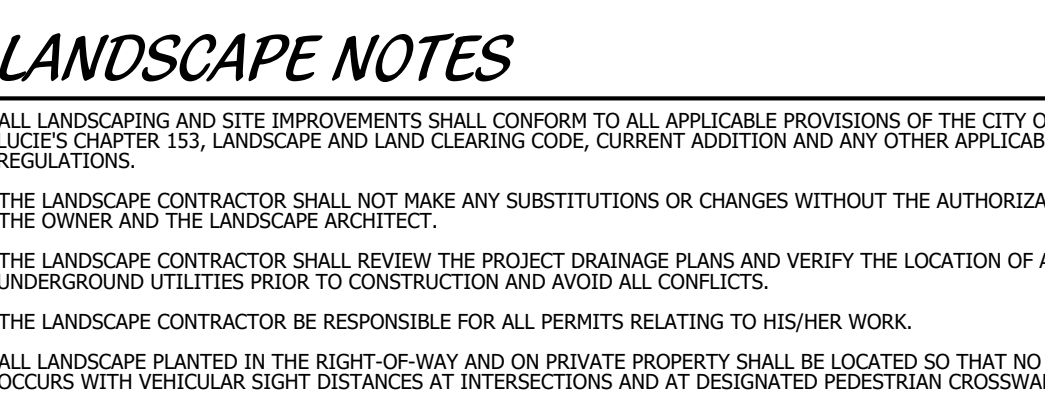 LANDSCAPE NOTES
ALL LANDSCAPING AND SITE IMPROVEMENTS SHALL CONFORM TO ALL APPLICABLE PROVISIONS OF THE CITY O
LUCIE'S CHAPTER 153, LANDSCAPE AND LAND CLEARING CODE, CURRENT ADDITION AND ANY OTHER APPLICAB
REGULATIONS.
THE LANDSCAPE CONTRACTOR SHALL NOT MAKE ANY SUBSTITUTIONS OR CHANGES WITHOUT THE AUTHORIZA
THE OWNER AND THE LANDSCAPE ARCHITECT.
THE LANDSCAPE CONTRACTOR SHALL REVIEW THE PROJECT DRAINAGE PLANS AND VERIFY THE LOCATION OF A
UNDERGROUND UTILITIES PRIOR TO CONSTRUCTION AND AVOID ALL CONFLICTS.
THE LANDSCAPE CONTRACTOR BE RESPONSIBLE FOR ALL PERMITS RELATING TO HIS/HER WORK.
ALL LANDSCAPE PLANTED IN THE RIGHT-OF-WAY AND ON PRIVATE PROPERTY SHALL BE LOCATED SO THAT NO
OCCURS WITH VEHICULAR SIGHT DISTANCES AT INTERSECTIONS AND AT DESIGNATED PEDESTRIAN CROSSWA